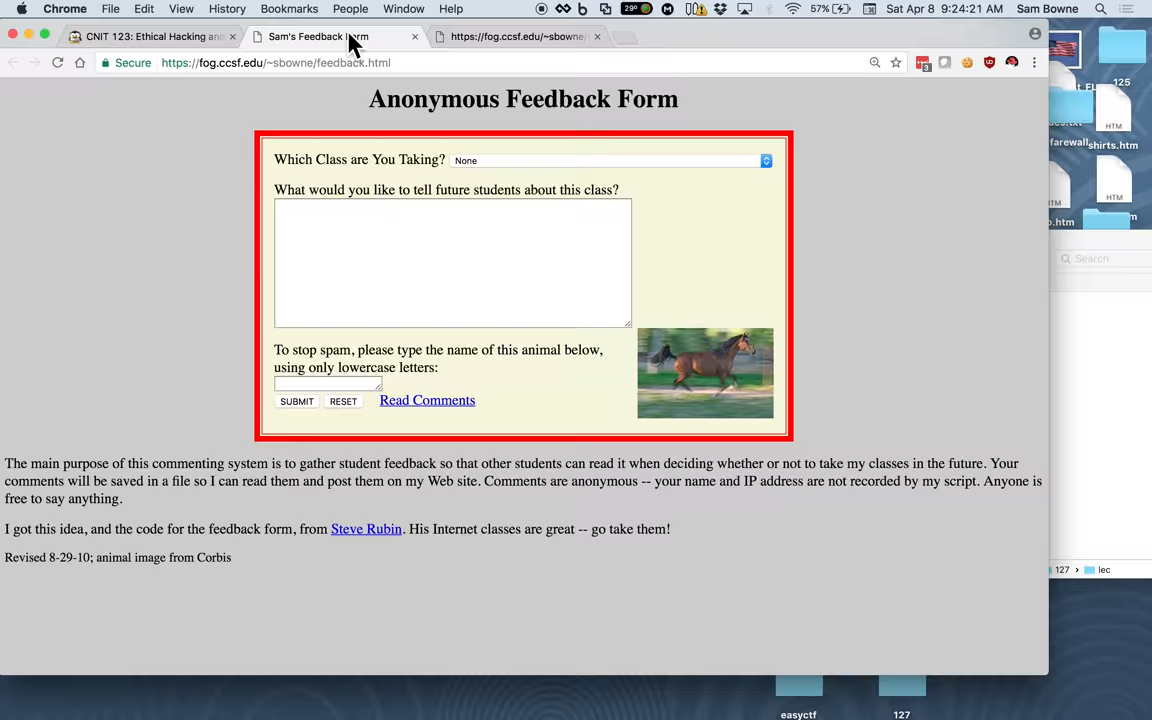 Chrome File Edit View History Bookmarks People Window Help 29° 57% Sat Apr 8 9:24:21 AM Sam Bowne
CNIT 123: Ethical Hacking an Sam's Feedback Form https://fog.ccsf.edu/~sbowne/
Secure https://fog.ccsf.edu/~sbowne/feedback.html 3
Anonymous Feedback Form
Which Class are You Taking? None
What would you like to tell future students about this class?
To stop spam, please type the name of this animal below,
using only lowercase letters:
SUBMIT RESET Read Comments
The main purpose of this commenting system is to gather student feedback so that other students can read it when deciding whether or not to take my classes in the future. Your
comments will be saved in a file so I can read them and post them on my Web site. Comments are anonymous -- your name and IP address are not recorded by my script. Anyone is
free to say anything.
I got this idea, and the code for the feedback form, from Steve Rubin. His Internet classes are great -- go take them!
Revised 8-29-10; animal image from Corbis
125
HTM
farewall
shirts.htm
HTM
Search
127 › lec
easyctf
127